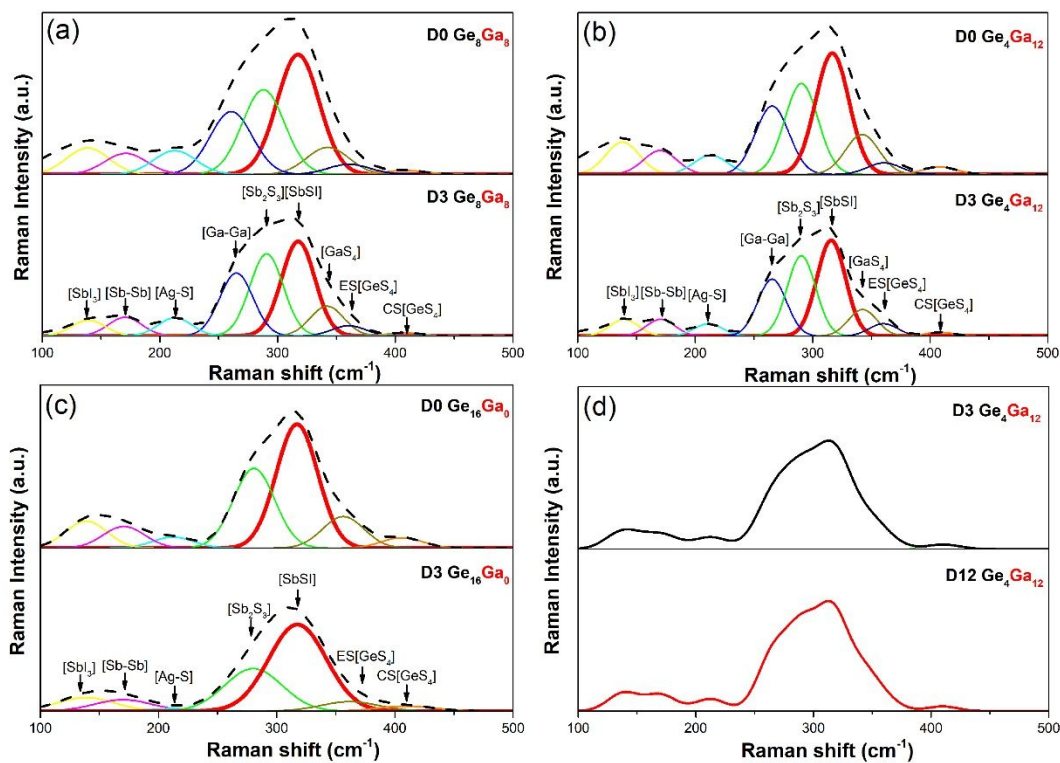 (a)
D0 Ge₈Ga₈
Raman Intensity (a.u.)
D3 Ge₈Ga₈
[Sb₂S₃][SbSI]
[Ga-Ga]
[GaS₄]
[SbI₃]
[Sb-Sb]
[Ag-S]
ES[GeS₄]
CS[GeS₄]
100 200 300 400 500
Raman shift (cm⁻¹)
(b)
D0 Ge₄Ga₁₂
Raman Intensity (a.u.)
D3 Ge₄Ga₁₂
[Sb₂S₃]
[SbSI]
[Ga-Ga]
[GaS₄]
[SbI₃]
[Sb-Sb]
[Ag-S]
ES[GeS₄]
CS[GeS₄]
100 200 300 400 500
Raman shift (cm⁻¹)
(c)
D0 Ge₁₆Ga₀
Raman Intensity (a.u.)
D3 Ge₁₆Ga₀
[SbSI]
[Sb₂S₃]
[SbI₃]
[Sb-Sb]
[Ag-S]
ES[GeS₄]
CS[GeS₄]
100 200 300 400 500
Raman shift (cm⁻¹)
(d)
D3 Ge₄Ga₁₂
Raman Intensity (a.u.)
D12 Ge₄Ga₁₂
100 200 300 400 500
Raman shift (cm⁻¹)